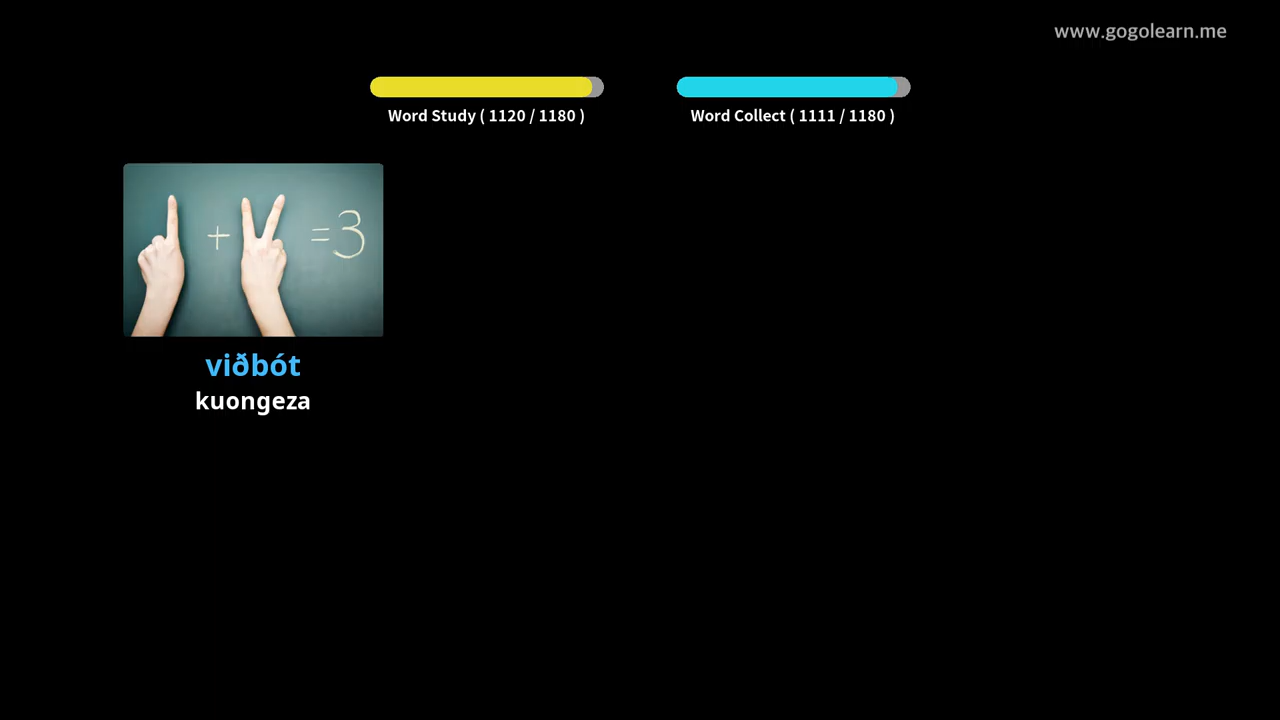 www.gogolearn.me
Word Study ( 1120 / 1180 )
Word Collect ( 1111 / 1180 )
+ =3
viðbót
kuongeza